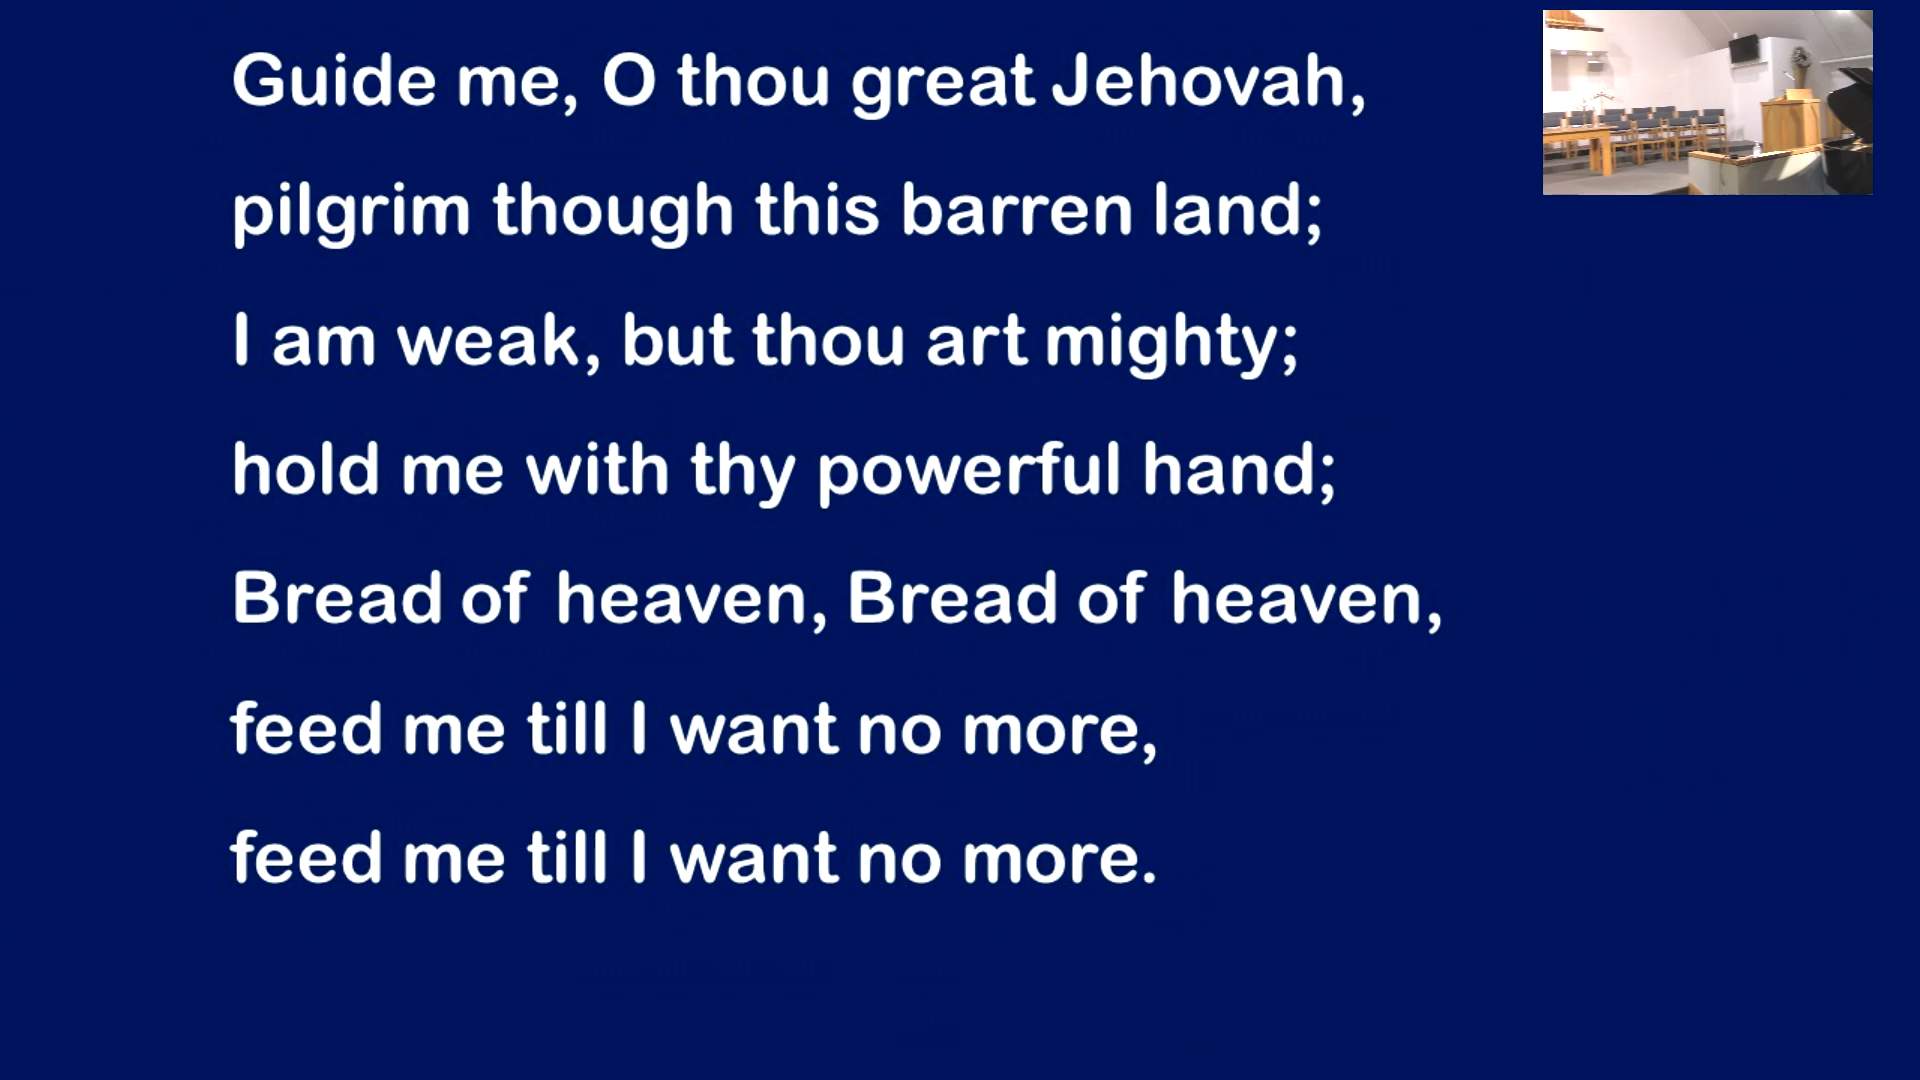 Guide me, O thou great Jehovah,
pilgrim though this barren land;
I am weak, but thou art mighty;
hold me with thy powerful hand;
Bread of heaven, Bread of heaven,
feed me till I want no more,
feed me till I want no more.